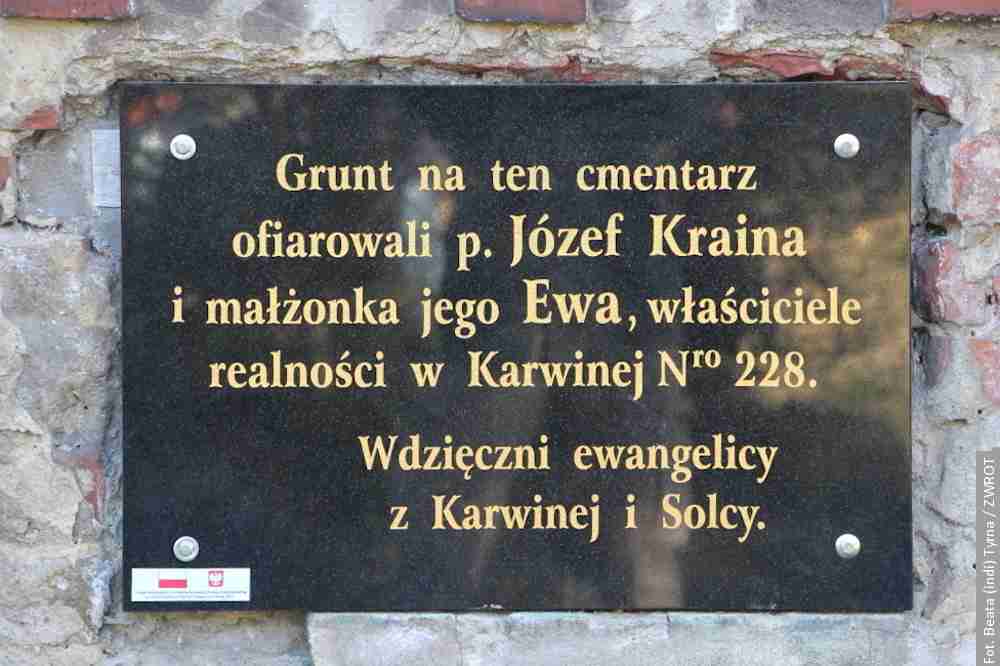 Grunt na ten cmentarz
ofiarowali p. Józef Kraina
i małżonka jego Ewa, właściciele
realności w Karwinej Nro 228.
Wdzięczni ewangelicy
z Karwinej i Solcy.
Fot. Beata (indi) Tyrna / ZWROT